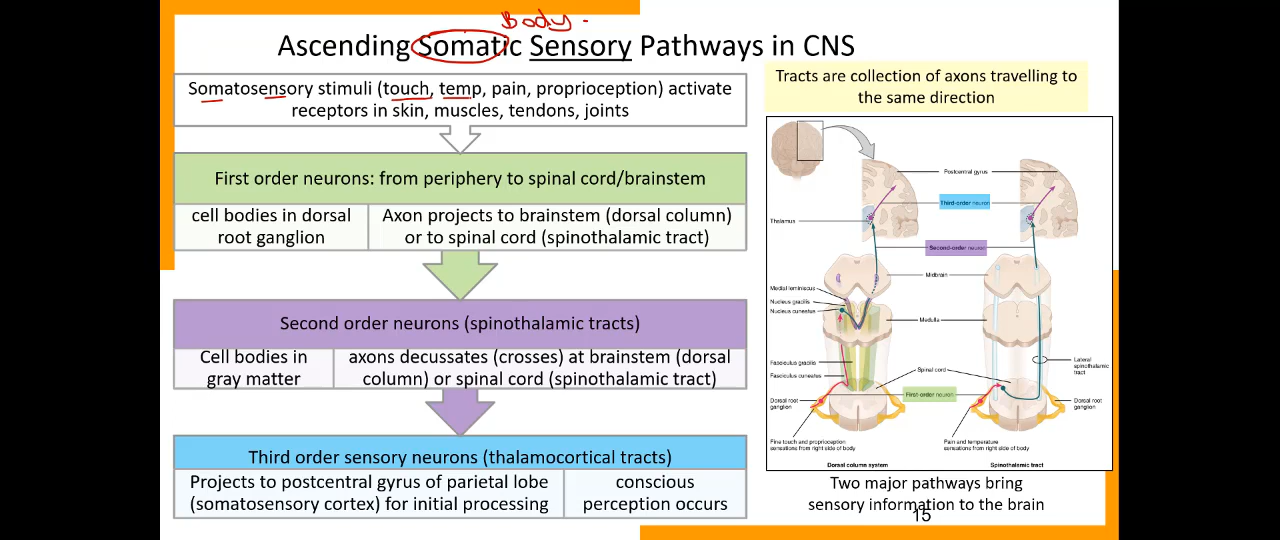 Body -
Ascending Somatic Sensory Pathways in CNS
Somatosensory stimuli (touch, temp, pain, proprioception) activate
receptors in skin, muscles, tendons, joints
First order neurons: from periphery to spinal cord/brainstem
cell bodies in dorsal
root ganglion
Axon projects to brainstem (dorsal column)
or to spinal cord (spinothalamic tract)
Second order neurons (spinothalamic tracts)
Cell bodies in
gray matter
axons decussates (crosses) at brainstem (dorsal
column) or spinal cord (spinothalamic tract)
Third order sensory neurons (thalamocortical tracts)
Projects to postcentral gyrus of parietal lobe
(somatosensory cortex) for initial processing
conscious
perception occurs
Tracts are collection of axons travelling to
the same direction
Postcentral gyrus
Third-order neuron
Thalamus
Second-order neuron
Midbrain
Medial lemniscus
Nucleus gracilis
Nucleus cuneatus
Medulla
Fasciculus gracilis
Fasciculus cuneatus
Spinal cord
Lateral
spinothalamic
tract
First-order neuron
Dorsal root
ganglion
Dorsal root
ganglion
Fine touch and proprioception
sensations from right side of body
Pain and temperature
sensations from right side of body
Dorsal column system
Spinothalamic tract
Two major pathways bring
sensory information to the brain
15